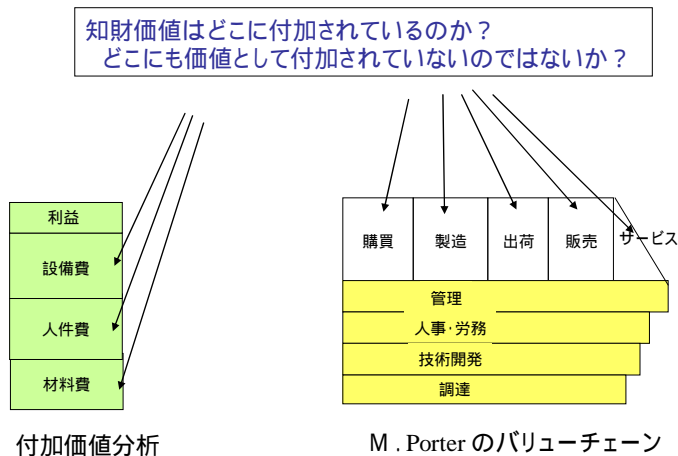 知財価値はどこに付加されているのか？
どこにも価値として付加されていないのではないか？
利益
設備費
人件費
材料費
付加価値分析
購買
製造
出荷
販売
サービス
管理
人事・労務
技術開発
調達
Ｍ．Porter のバリューチェーン